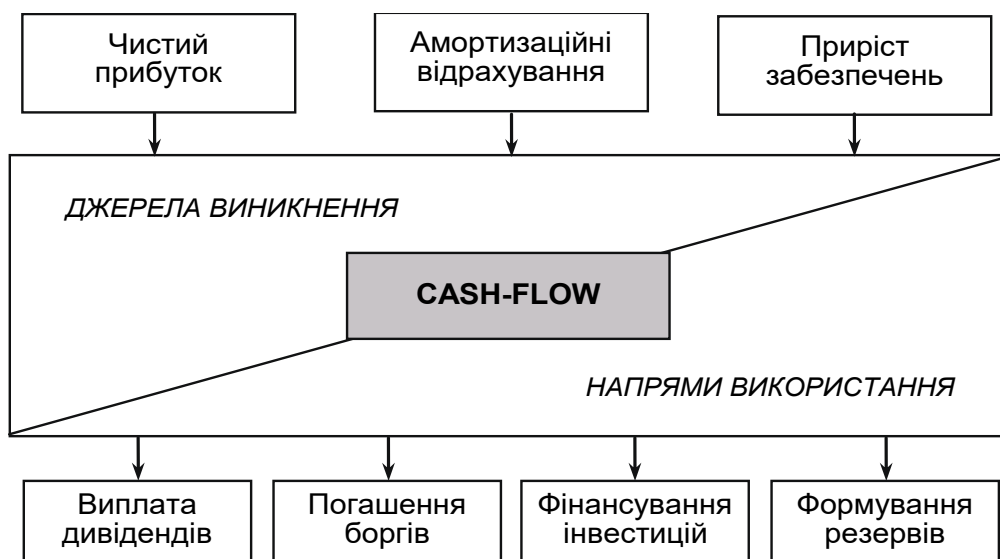 Чистий
прибуток
Амортизаційні
відрахування
Приріст
забезпечень
ДЖЕРЕЛА ВИНИКНЕННЯ
CASH-FLOW
НАПРЯМИ ВИКОРИСТАННЯ
Виплата
дивидендів
Погашення
боргів
Фінансування
інвестицій
Формування
резервів